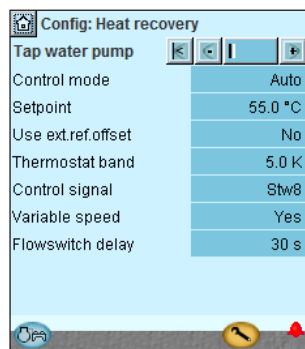 Config: Heat recovery
Tap water pump
Control mode Auto
Setpoint 55.0 °C
Use ext.ref.offset No
Thermostat band 5.0 K
Control signal Stw8
Variable speed Yes
Flowswitch delay 30 s